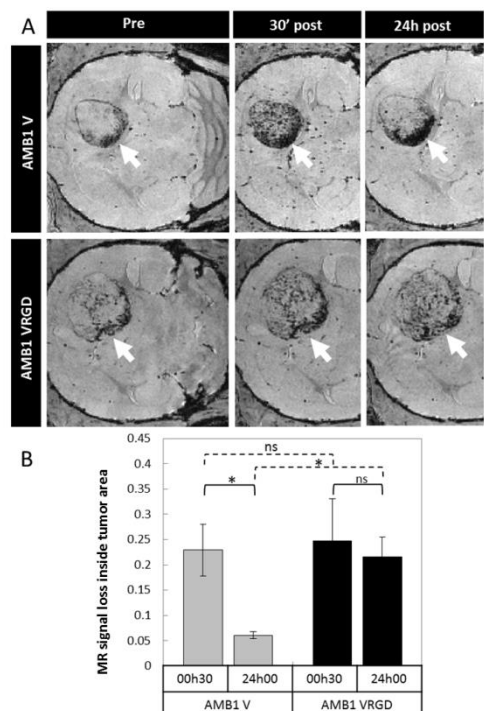 A
Pre 30' post 24h post
AMB1 V
AMB1 VRGD
B
MR signal loss inside tumor area
0.45
0.4
0.35
0.3
0.25
0.2
0.15
0.1
0.05
0
ns
*
*
ns
00h30 24h00 00h30 24h00
AMB1 V AMB1 VRGD